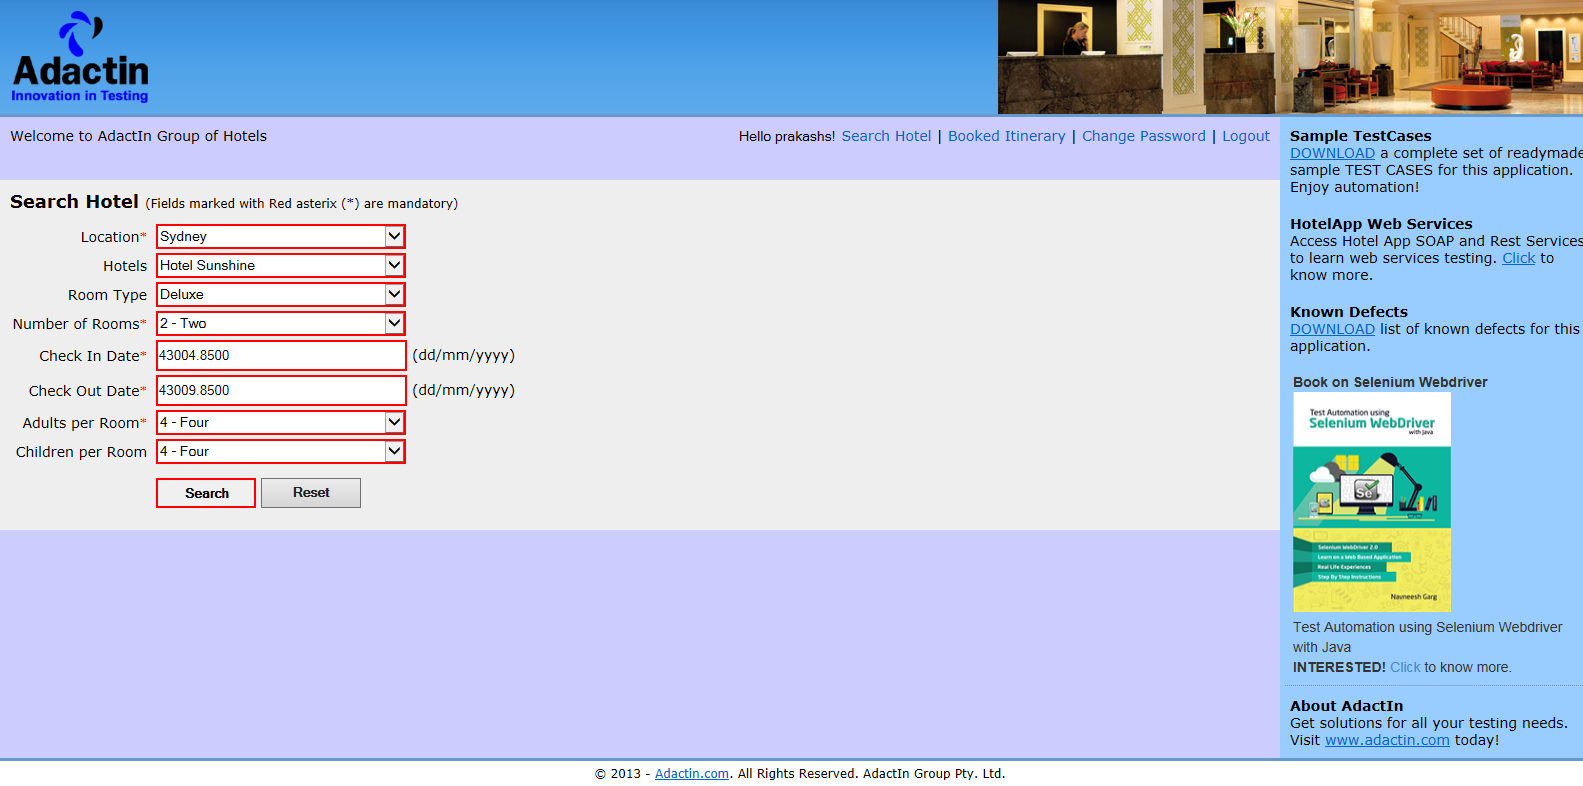 Adactin
Innovation in Testing
Welcome to AdactIn Group of Hotels
Hello prakashs! Search Hotel | Booked Itinerary | Change Password | Logout
Search Hotel (Fields marked with Red asterix (*) are mandatory)
Location* Sydney
Hotels Hotel Sunshine
Room Type Deluxe
Number of Rooms* 2 - Two
Check In Date* 43004.8500 (dd/mm/yyyy)
Check Out Date* 43009.8500 (dd/mm/yyyy)
Adults per Room* 4 - Four
Children per Room 4 - Four
Search Reset
Sample TestCases
DOWNLOAD a complete set of readymade
sample TEST CASES for this application.
Enjoy automation!
HotelApp Web Services
Access Hotel App SOAP and Rest Services
to learn web services testing. Click to
know more.
Known Defects
DOWNLOAD list of known defects for this
application.
Book on Selenium Webdriver
Test Automation using
Selenium WebDriver
with Java
Se
Selenium WebDriver 2.0
Learn on a Web Based Application
Real Life Experiences
Step By Step Instructions
Navneesh Garg
Test Automation using Selenium Webdriver
with Java
INTERESTED! Click to know more.
About AdactIn
Get solutions for all your testing needs.
Visit www.adactin.com today!
© 2013 - Adactin.com. All Rights Reserved. AdactIn Group Pty. Ltd.